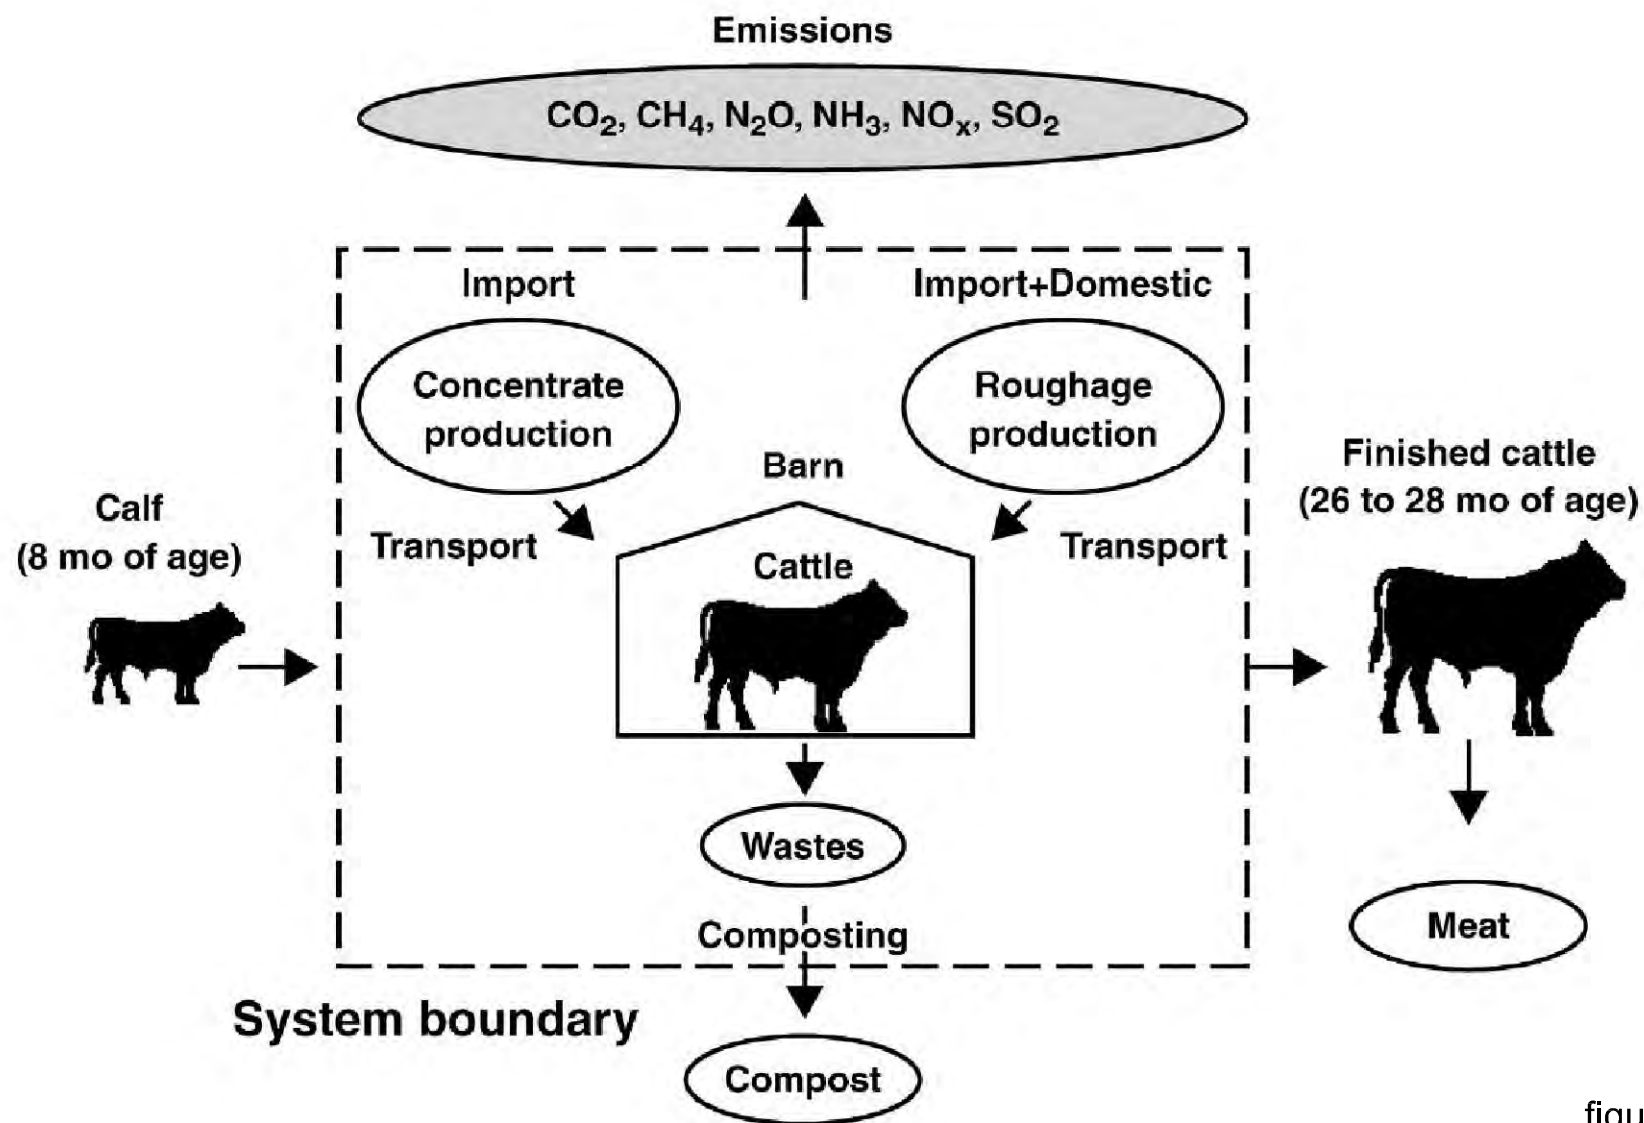 Emissions
CO₂, CH₄, N₂O, NH₃, NOₓ, SO₂
Import
Import+Domestic
Concentrate
production
Roughage
production
Barn
Finished cattle
(26 to 28 mo of age)
Calf
(8 mo of age)
Transport
Transport
Cattle
Wastes
Composting
Meat
System boundary
Compost
figu